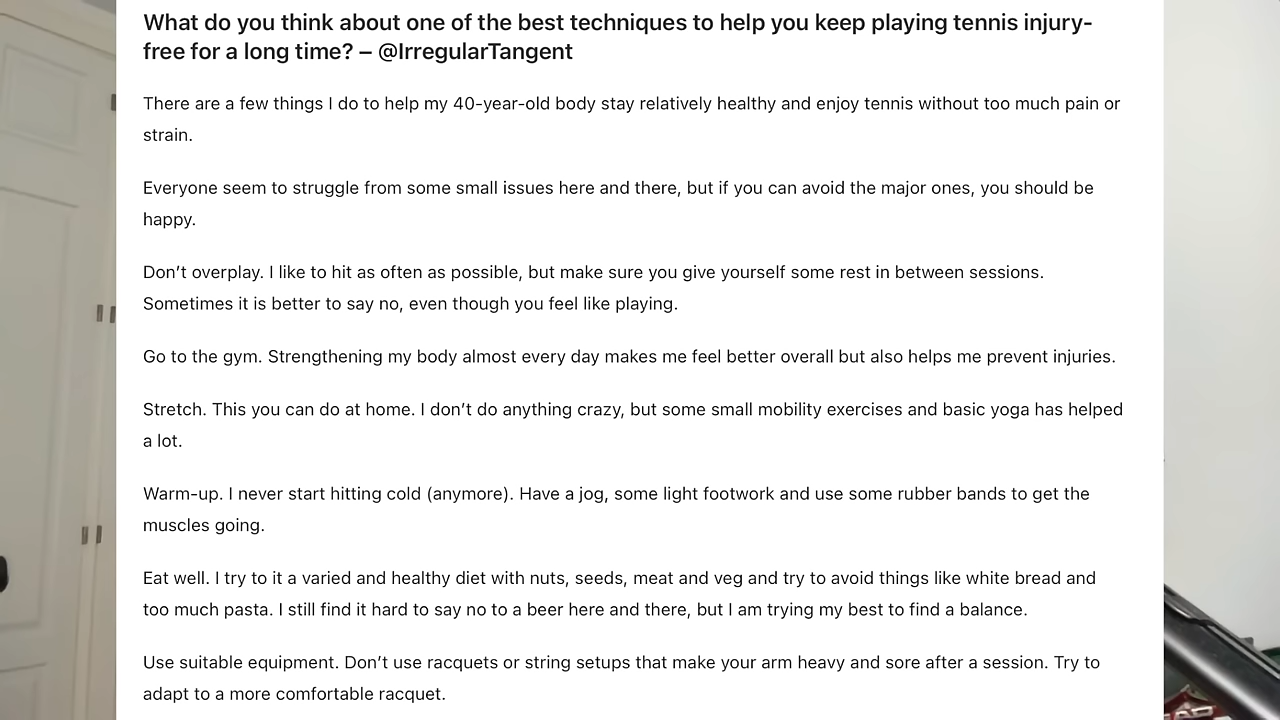 What do you think about one of the best techniques to help you keep playing tennis injury-
free for a long time? – @IrregularTangent
There are a few things I do to help my 40-year-old body stay relatively healthy and enjoy tennis without too much pain or
strain.
Everyone seem to struggle from some small issues here and there, but if you can avoid the major ones, you should be
happy.
Don’t overplay. I like to hit as often as possible, but make sure you give yourself some rest in between sessions.
Sometimes it is better to say no, even though you feel like playing.
Go to the gym. Strengthening my body almost every day makes me feel better overall but also helps me prevent injuries.
Stretch. This you can do at home. I don’t do anything crazy, but some small mobility exercises and basic yoga has helped
a lot.
Warm-up. I never start hitting cold (anymore). Have a jog, some light footwork and use some rubber bands to get the
muscles going.
Eat well. I try to it a varied and healthy diet with nuts, seeds, meat and veg and try to avoid things like white bread and
too much pasta. I still find it hard to say no to a beer here and there, but I am trying my best to find a balance.
Use suitable equipment. Don’t use racquets or string setups that make your arm heavy and sore after a session. Try to
adapt to a more comfortable racquet.